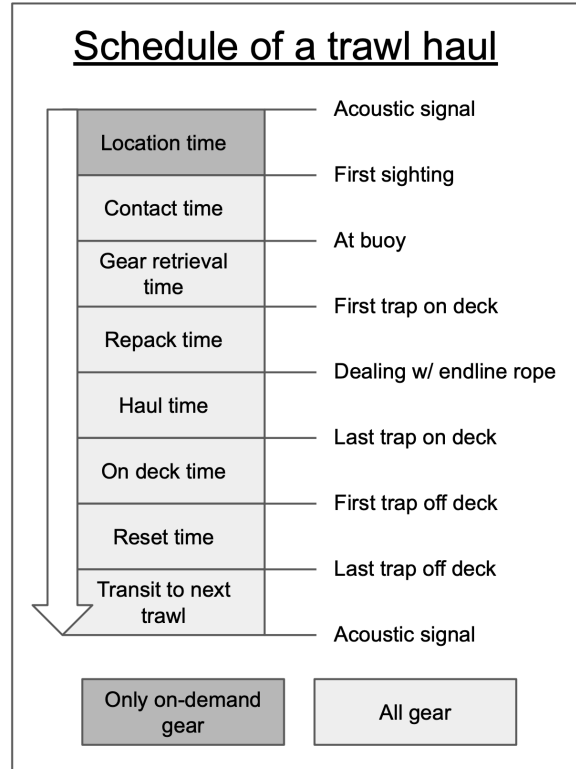 Schedule of a trawl haul
Acoustic signal
Location time
First sighting
Contact time
At buoy
Gear retrieval
time
First trap on deck
Repack time
Dealing w/ endline rope
Haul time
Last trap on deck
On deck time
First trap off deck
Reset time
Last trap off deck
Transit to next
trawl
Acoustic signal
Only on-demand
gear
All gear